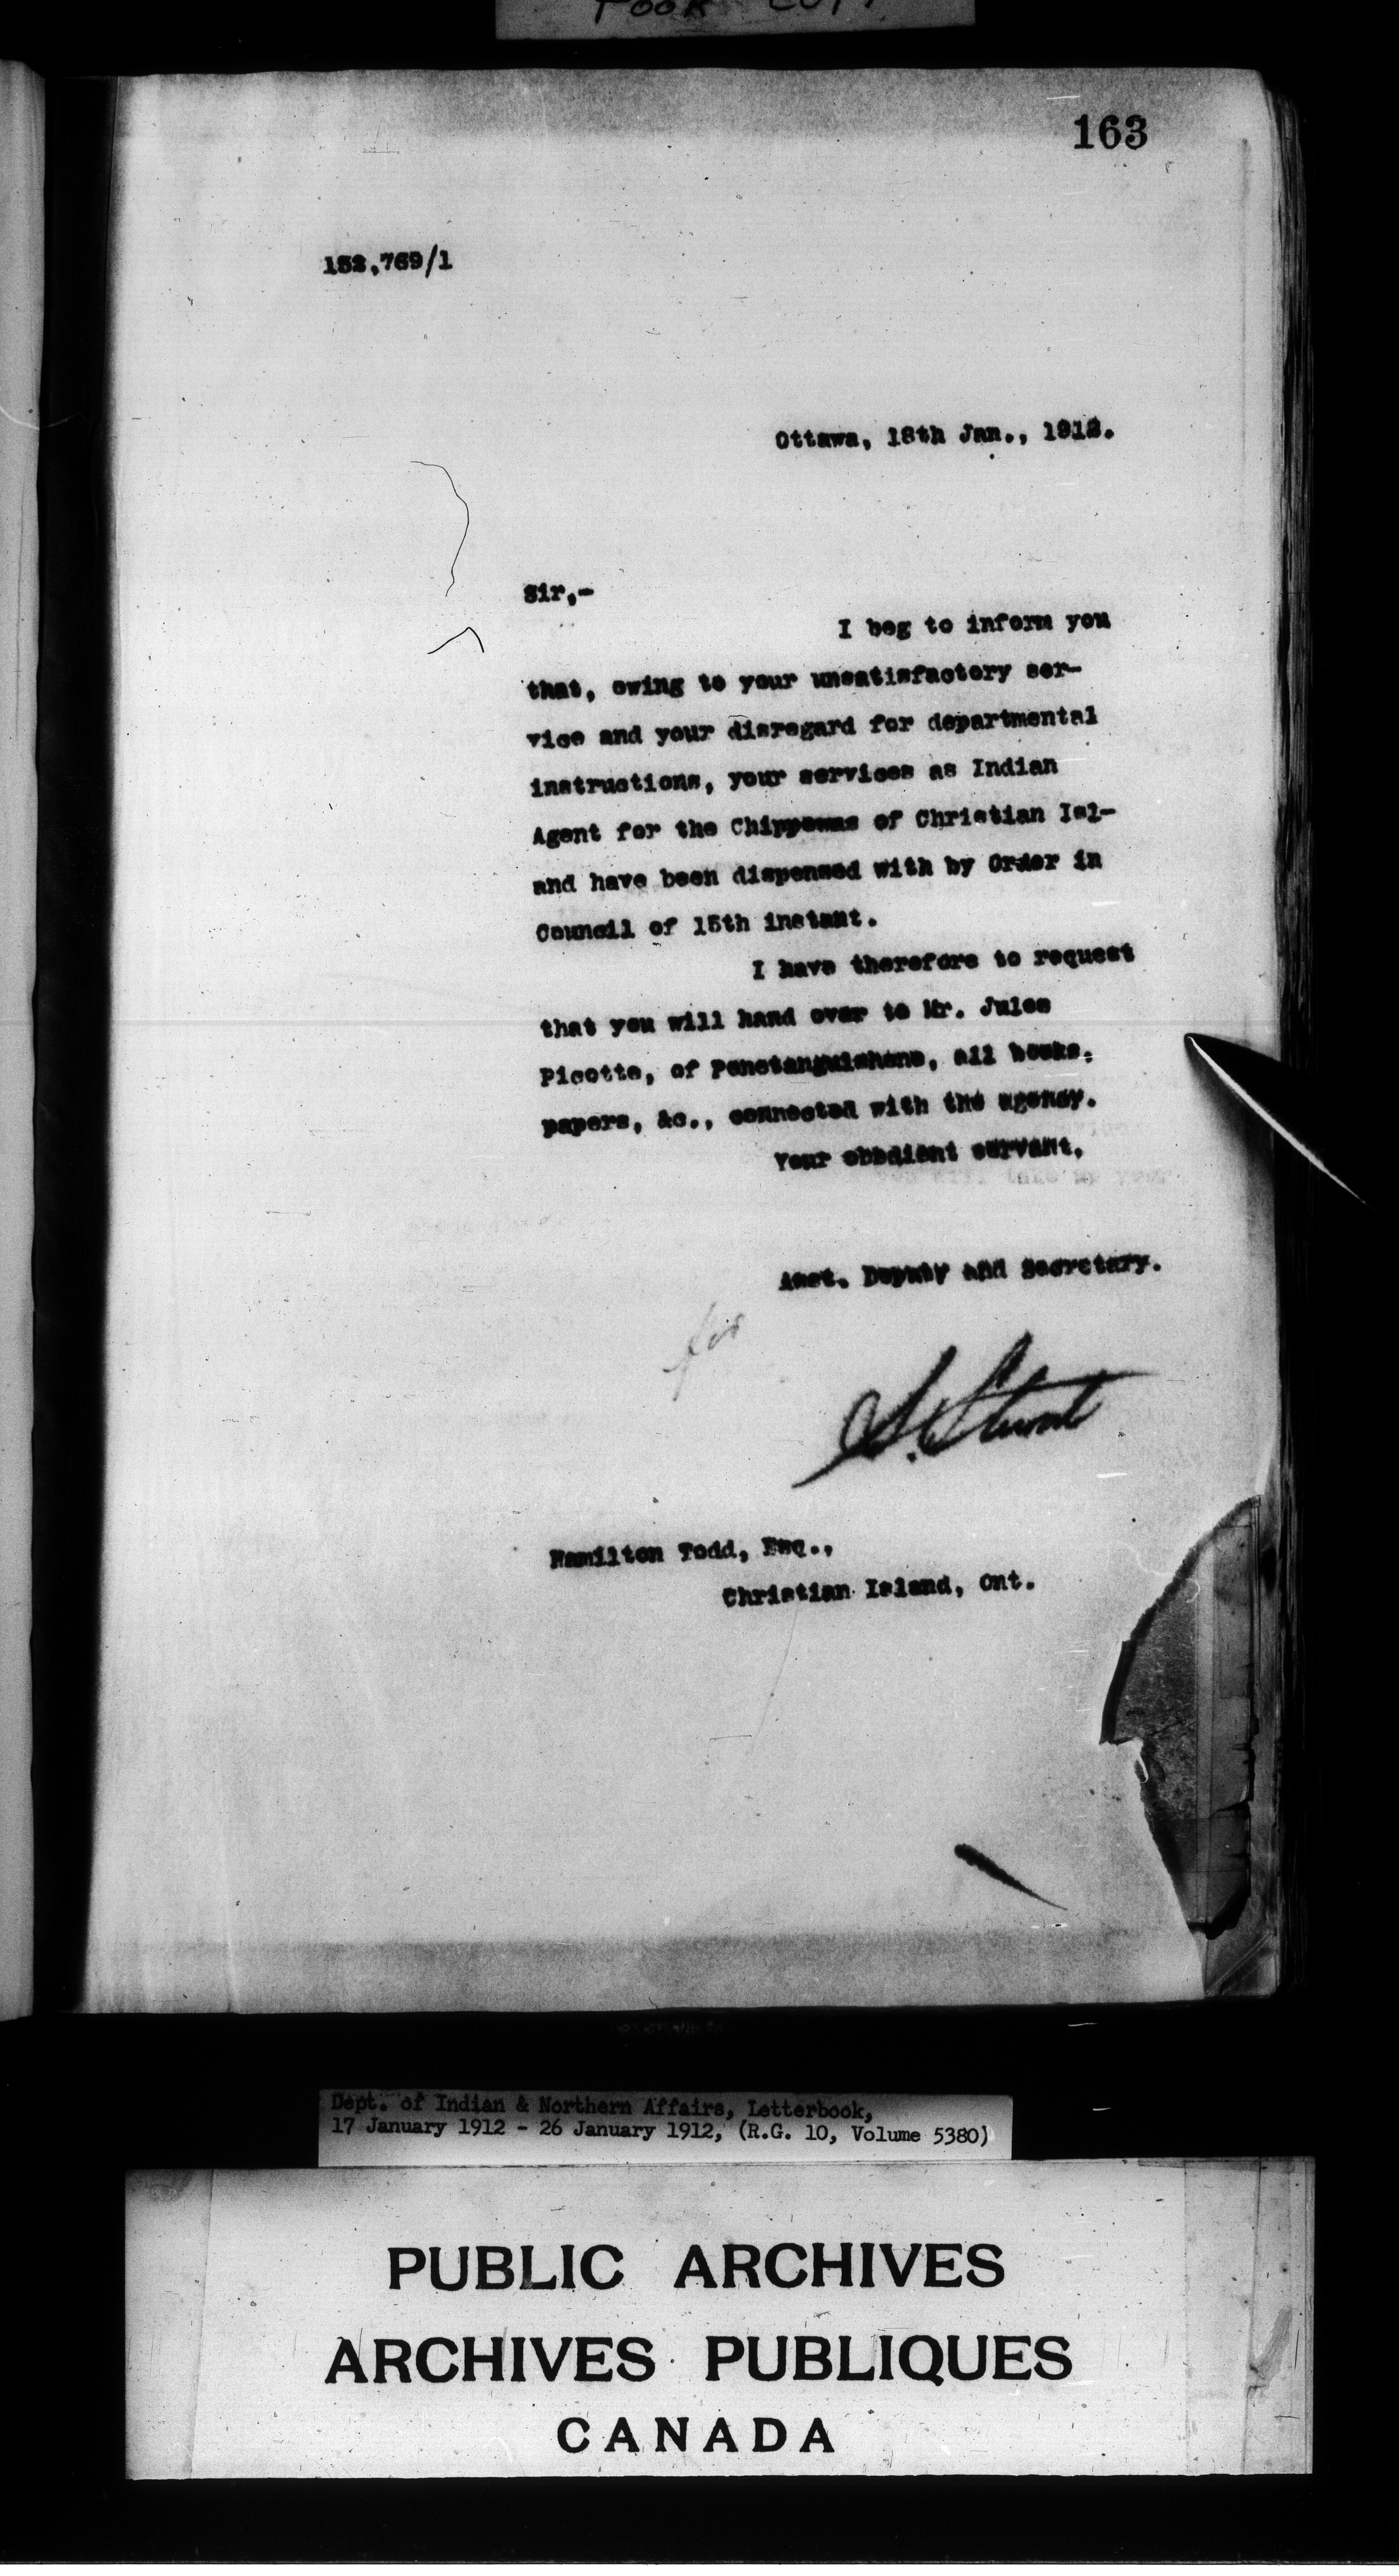 POOR COPY
163
152,769/1
Ottawa, 18th Jan., 1912.
Sir,-
I beg to inform you
that, owing to your unsatisfactory ser-
vice and your disregard for departmental
instructions, your services as Indian
Agent for the Chippewas of Christian Isl-
and have been dispensed with by Order in
Council of 15th instant.
I have therefore to request
that you will hand over to Mr. Jules
Picotte, of Penetanguishene, all books,
papers, &c., connected with the agency.
Your obedient servant,
Asst. Deputy and Secretary.
for
S. Stewart
Hamilton Todd, Esq.,
Christian Island, Ont.
Dept. of Indian & Northern Affairs, Letterbook,
17 January 1912 - 26 January 1912, (R.G. 10, Volume 5380)
PUBLIC ARCHIVES
ARCHIVES PUBLIQUES
CANADA